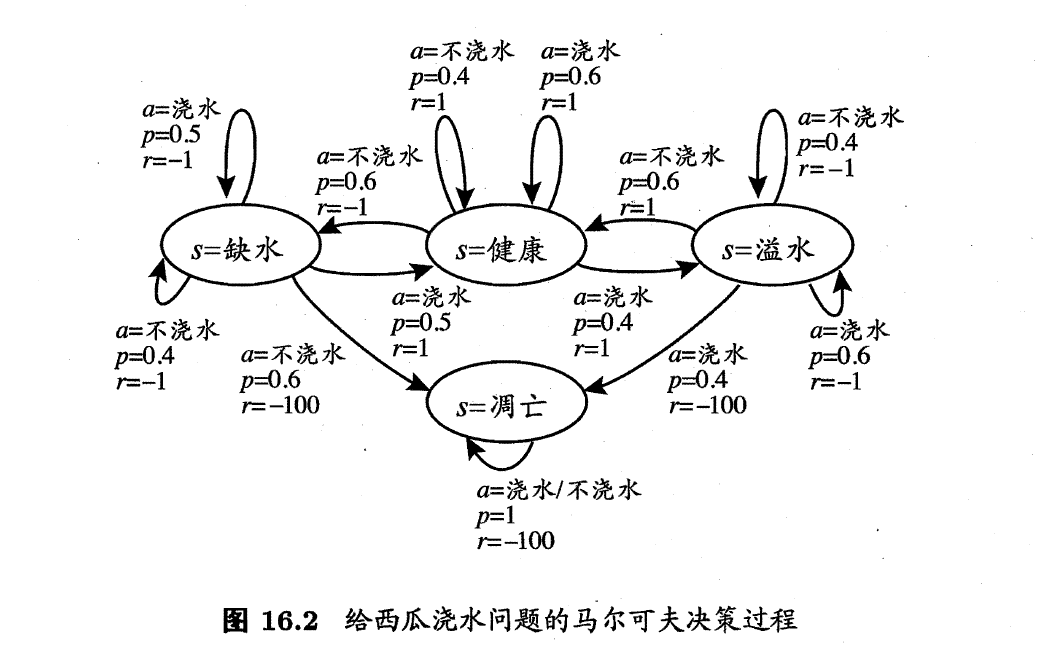 a=不浇水
p=0.4
r=1
a=浇水
p=0.6
r=1
a=浇水
p=0.5
r=−1
a=不浇水
p=0.4
r=−1
a=不浇水
p=0.6
r=−1
a=不浇水
p=0.6
r=1
s=缺水
s=健康
s=溢水
a=浇水
p=0.5
r=1
a=浇水
p=0.4
r=1
a=不浇水
p=0.4
r=−1
a=不浇水
p=0.6
r=−100
a=浇水
p=0.4
r=−100
a=浇水
p=0.6
r=−1
s=凋亡
a=浇水/不浇水
p=1
r=−100
图 16.2 给西瓜浇水问题的马尔可夫决策过程